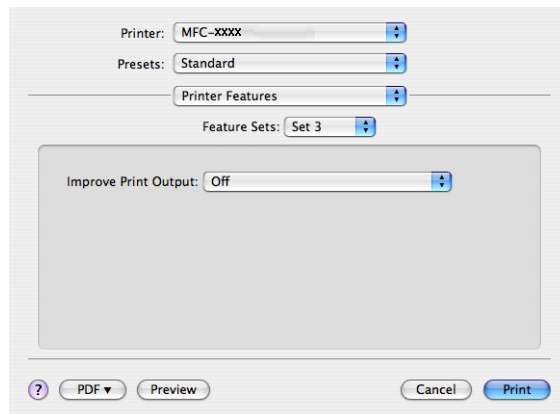 Printer: MFC-xxxx
Presets: Standard
Printer Features
Feature Sets: Set 3
Improve Print Output: Off
? PDF ▼ Preview Cancel Print